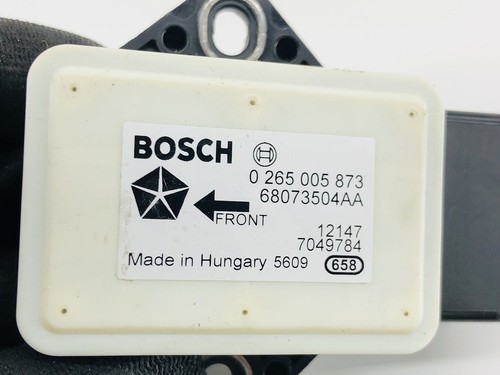 BOSCH
0 265 005 873
68073504AA
FRONT
12147
7049784
Made in Hungary 5609 658